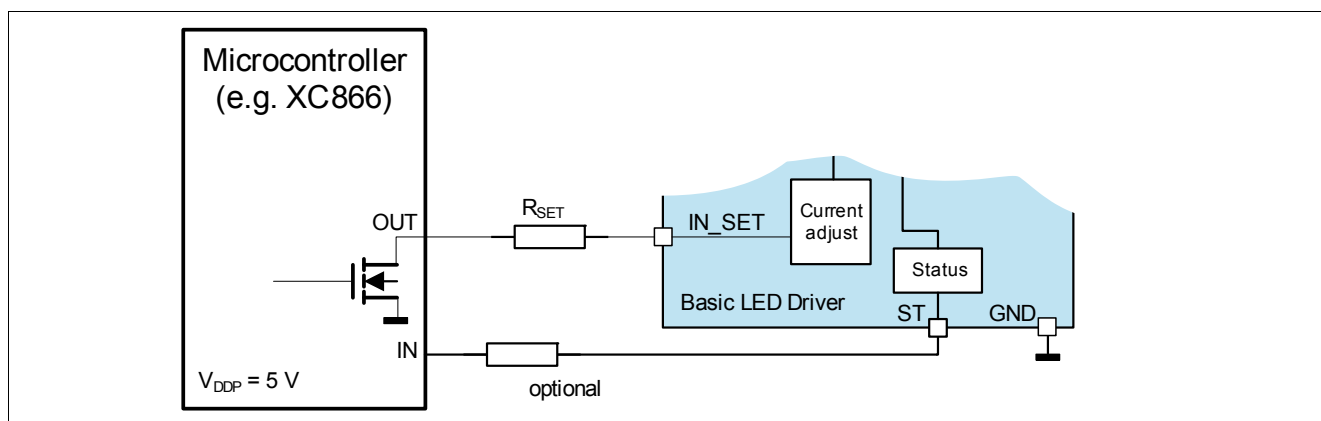 Microcontroller
(e.g. XC866)
OUT
RSET
IN_SET
Current
adjust
Status
Basic LED Driver
ST
GND
IN
VDDP = 5 V
optional